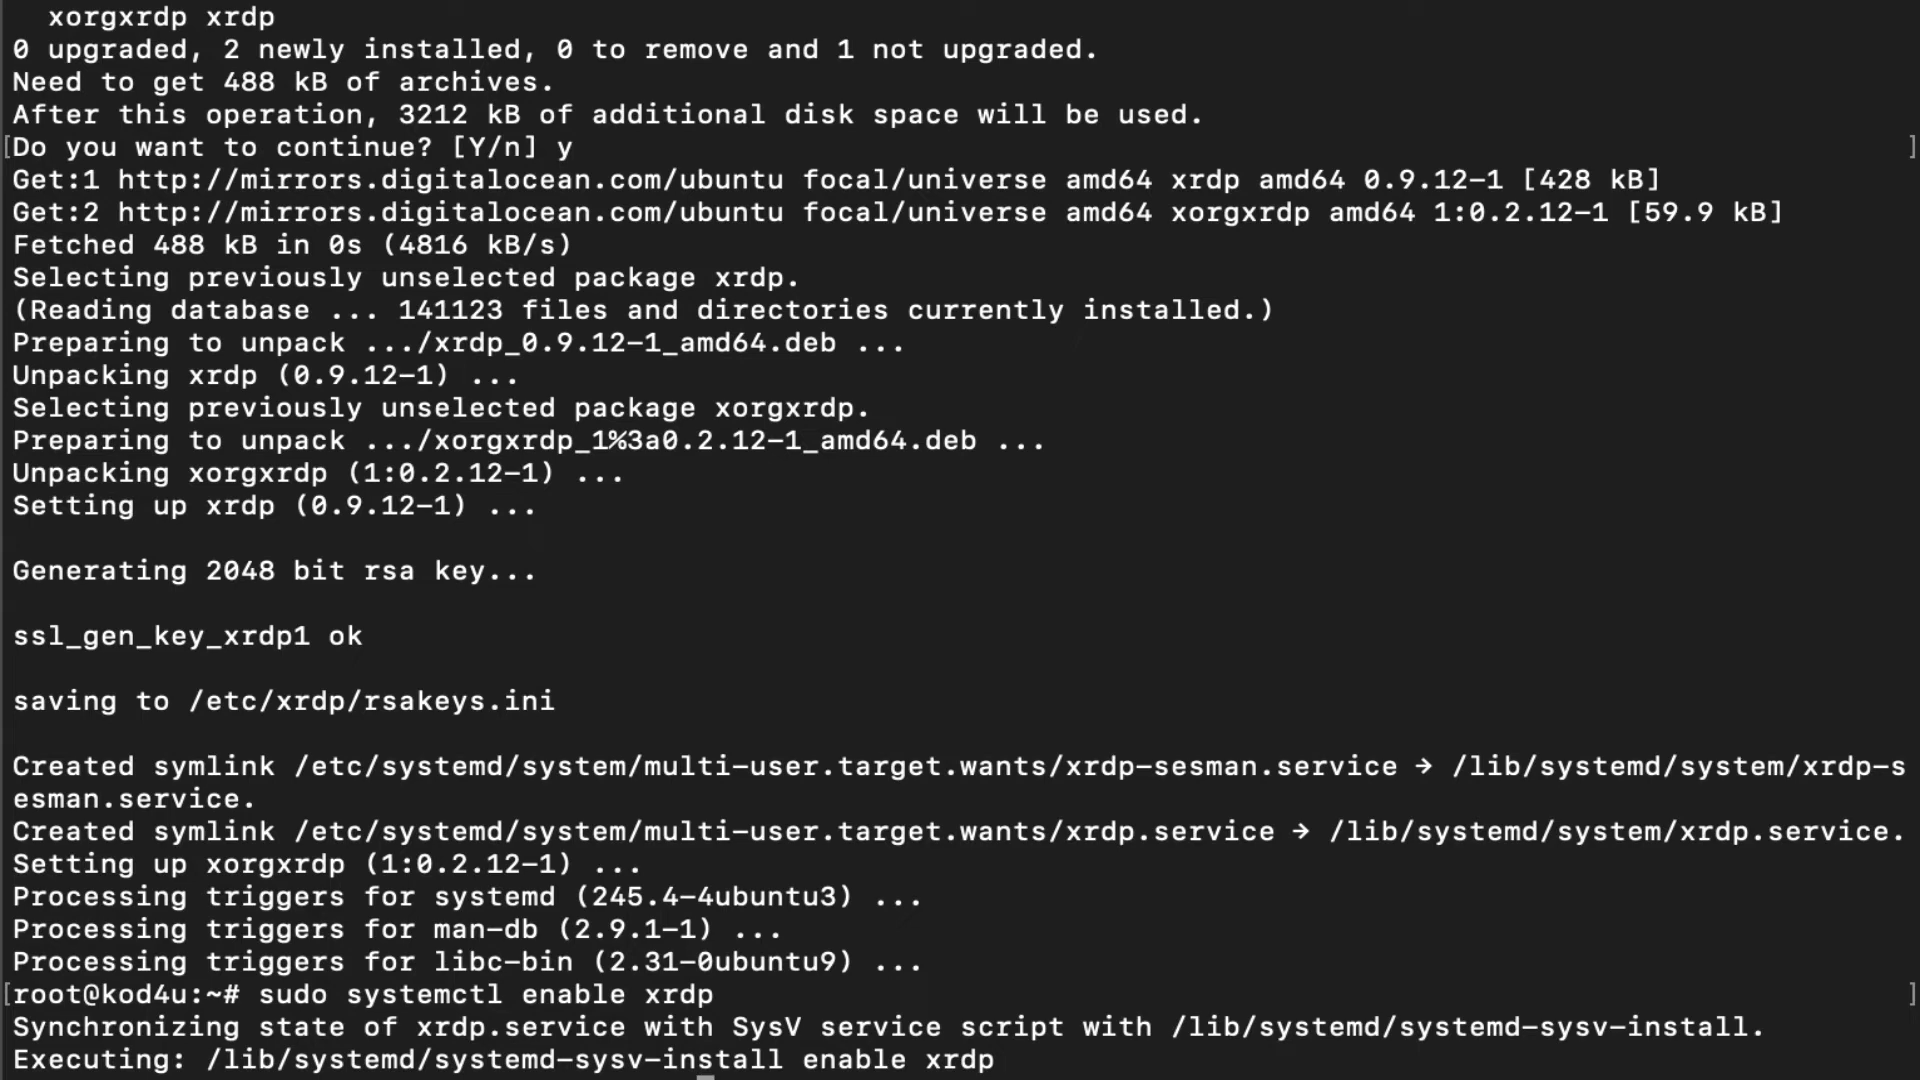 xorgxrdp xrdp
0 upgraded, 2 newly installed, 0 to remove and 1 not upgraded.
Need to get 488 kB of archives.
After this operation, 3212 kB of additional disk space will be used.
[Do you want to continue? [Y/n] y ]
Get:1 http://mirrors.digitalocean.com/ubuntu focal/universe amd64 xrdp amd64 0.9.12-1 [428 kB]
Get:2 http://mirrors.digitalocean.com/ubuntu focal/universe amd64 xorgxrdp amd64 1:0.2.12-1 [59.9 kB]
Fetched 488 kB in 0s (4816 kB/s)
Selecting previously unselected package xrdp.
(Reading database ... 141123 files and directories currently installed.)
Preparing to unpack .../xrdp_0.9.12-1_amd64.deb ...
Unpacking xrdp (0.9.12-1) ...
Selecting previously unselected package xorgxrdp.
Preparing to unpack .../xorgxrdp_1%3a0.2.12-1_amd64.deb ...
Unpacking xorgxrdp (1:0.2.12-1) ...
Setting up xrdp (0.9.12-1) ...
Generating 2048 bit rsa key...
ssl_gen_key_xrdp1 ok
saving to /etc/xrdp/rsakeys.ini
Created symlink /etc/systemd/system/multi-user.target.wants/xrdp-sesman.service → /lib/systemd/system/xrdp-s
esman.service.
Created symlink /etc/systemd/system/multi-user.target.wants/xrdp.service → /lib/systemd/system/xrdp.service.
Setting up xorgxrdp (1:0.2.12-1) ...
Processing triggers for systemd (245.4-4ubuntu3) ...
Processing triggers for man-db (2.9.1-1) ...
Processing triggers for libc-bin (2.31-0ubuntu9) ...
[root@kod4u:~# sudo systemctl enable xrdp ]
Synchronizing state of xrdp.service with SysV service script with /lib/systemd/systemd-sysv-install.
Executing: /lib/systemd/systemd-sysv-install enable xrdp